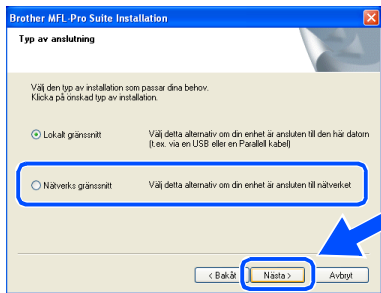 Brother MFL-Pro Suite Installation
Typ av anslutning
Välj den typ av installation som passar dina behov.
Klicka på önskad typ av installation.
Lokalt gränssnitt
Välj detta alternativ om din enhet är ansluten till den här datorn
(t.ex. via en USB eller en Parallell kabel)
Nätverks gränssnitt
Välj detta alternativ om din enhet är ansluten till nätverket
< Bakåt
Nästa >
Avbryt